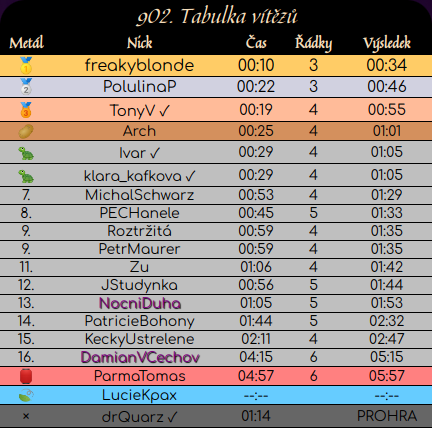 902. Tabulka vítězů
Metál Nick Čas Řádky Výsledek
🥇 freakyblonde 00:10 3 00:34
🥈 PolulinaP 00:22 3 00:46
🥉 TonyV ✓ 00:19 4 00:55
🥔 Arch 00:25 4 01:01
🐢 Ivar ✓ 00:29 4 01:05
🐢 klara_kafkova ✓ 00:29 4 01:05
7. MichalSchwarz 00:53 4 01:29
8. PECHanele 00:45 5 01:33
9. Roztržitá 00:59 4 01:35
9. PetrMaurer 00:59 4 01:35
11. Zu 01:06 4 01:42
12. JStudynka 00:56 5 01:44
13. NocniDuha 01:05 5 01:53
14. PatricieBohony 01:44 5 02:32
15. KeckyUstrelene 02:11 4 02:47
16. DamianVCechov 04:15 6 05:15
ParmaTomas 04:57 6 05:57
LucieKpax --:-- --:--
× drQuarz ✓ 01:14 PROHRA